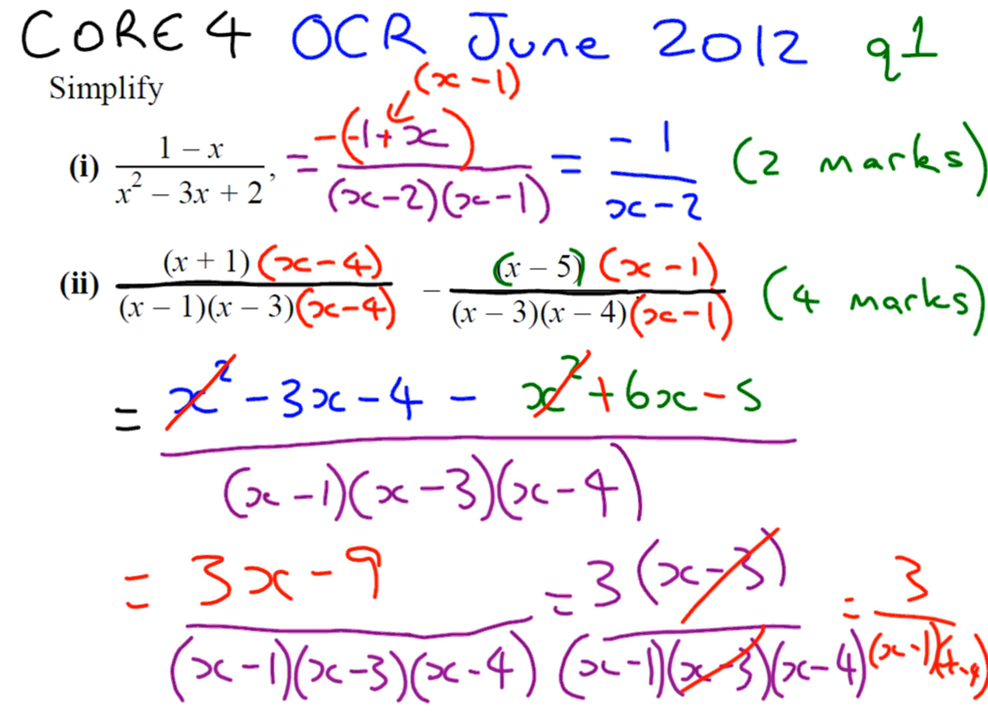 CORE 4 OCR June 2012 q1
Simplify
(x – 1)
(i) (1 – x)/(x² – 3x + 2), = –(–1+x)/((x–2)(x–1)) = –1/(x–2) (2 marks)
(ii) (x + 1)(x–4)/((x – 1)(x – 3)(x–4)) – (x – 5)(x–1)/((x – 3)(x – 4)(x–1)) (4 marks)
= (x² – 3x – 4 – x² + 6x – 5)/((x–1)(x–3)(x–4))
= (3x – 9)/((x–1)(x–3)(x–4)) = 3(x–3)/((x–1)(x–3)(x–4)) = 3/((x–1)(x–4))